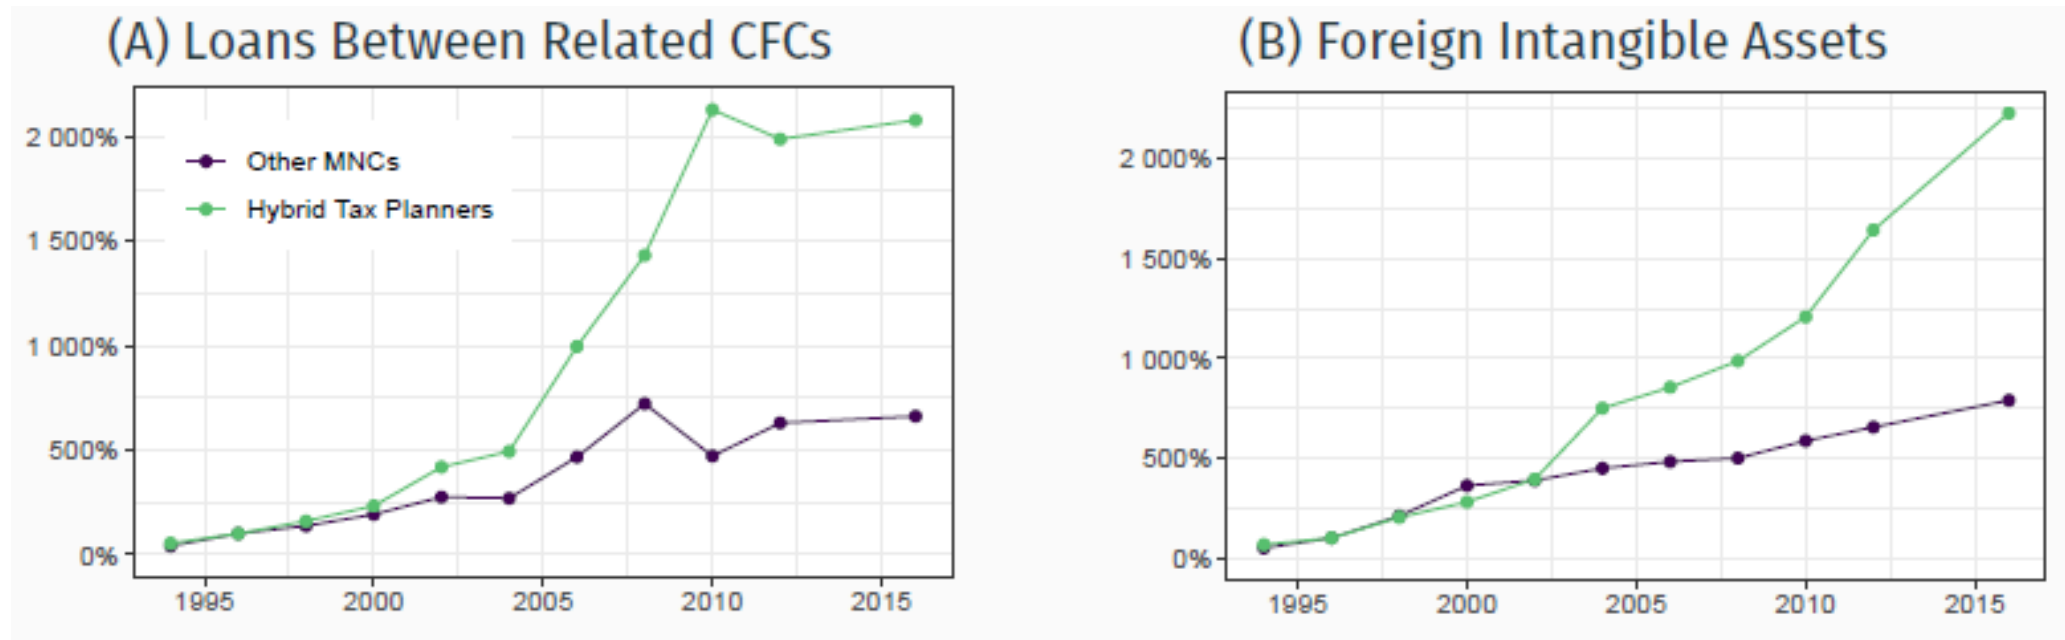 (A) Loans Between Related CFCs
2 000%
1 500%
1 000%
500%
0%
Other MNCs
Hybrid Tax Planners
1995 2000 2005 2010 2015
(B) Foreign Intangible Assets
2 000%
1 500%
1 000%
500%
0%
1995 2000 2005 2010 2015